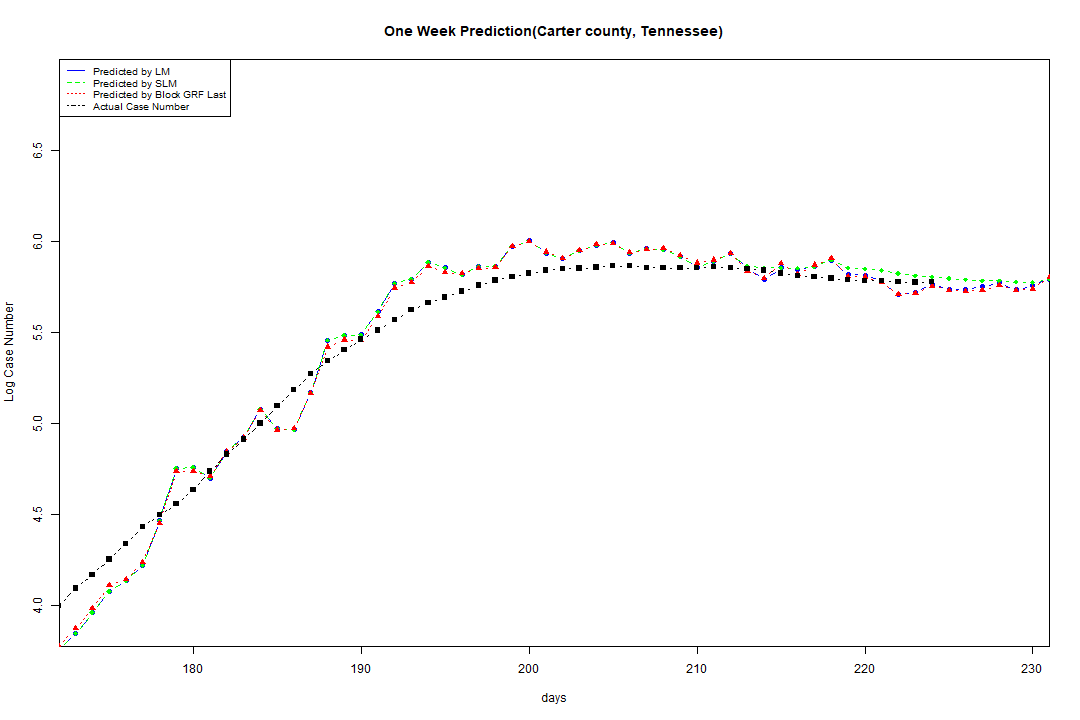 One Week Prediction(Carter county, Tennessee)
Predicted by LM
Predicted by SLM
Predicted by Block GRF Last
Actual Case Number
Log Case Number
6.5
6.0
5.5
5.0
4.5
4.0
180 190 200 210 220 230
days